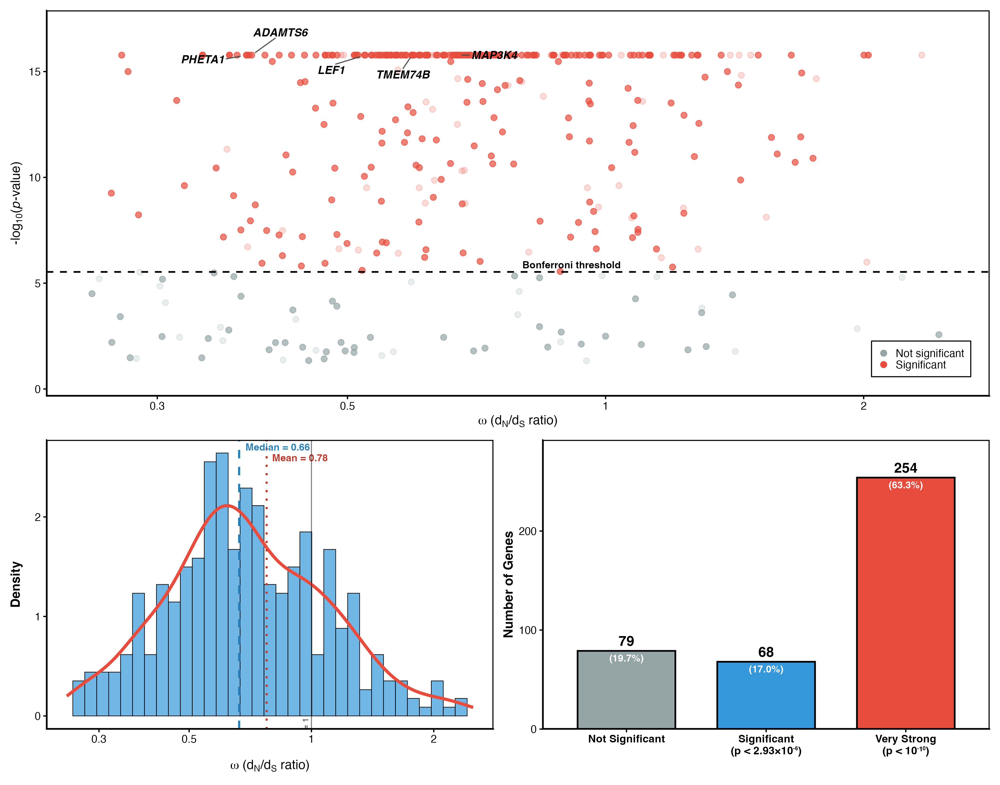 ADAMTS6
PHETA1
MAP3K4
LEF1
TMEM74B
15
10
5
0
-log10(p-value)
Bonferroni threshold
Not significant
Significant
0.3
0.5
1
2
ω (dN/dS ratio)
Median = 0.66
Mean = 0.78
2
1
0
Density
= 1
0.3
0.5
1
2
ω (dN/dS ratio)
254
(63.3%)
79
(19.7%)
68
(17.0%)
200
100
0
Number of Genes
Not Significant
Significant
(p < 2.93×10⁻⁶)
Very Strong
(p < 10⁻¹⁰)